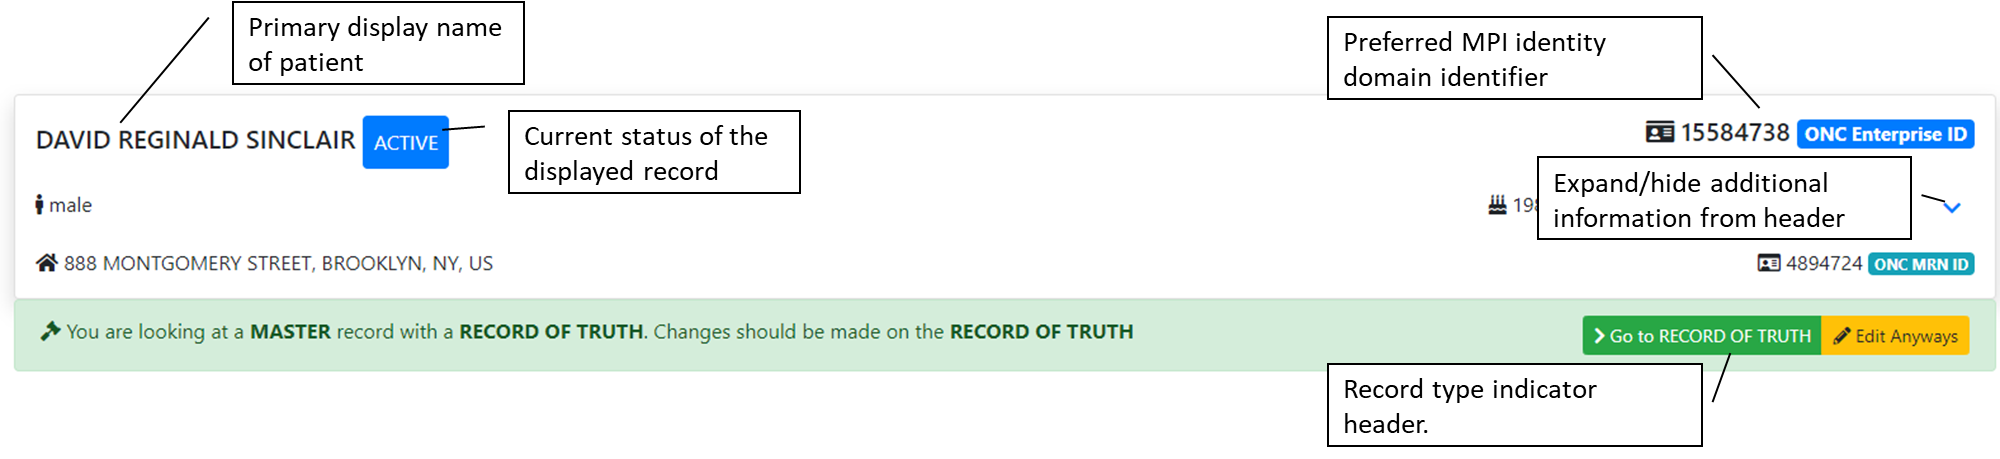 Primary display name
of patient
Preferred MPI identity
domain identifier
DAVID REGINALD SINCLAIR ACTIVE
Current status of the
displayed record
15584738 ONC Enterprise ID
Expand/hide additional
information from header
male
888 MONTGOMERY STREET, BROOKLYN, NY, US
4894724 ONC MRN ID
You are looking at a MASTER record with a RECORD OF TRUTH. Changes should be made on the RECORD OF TRUTH
Go to RECORD OF TRUTH Edit Anyways
Record type indicator
header.